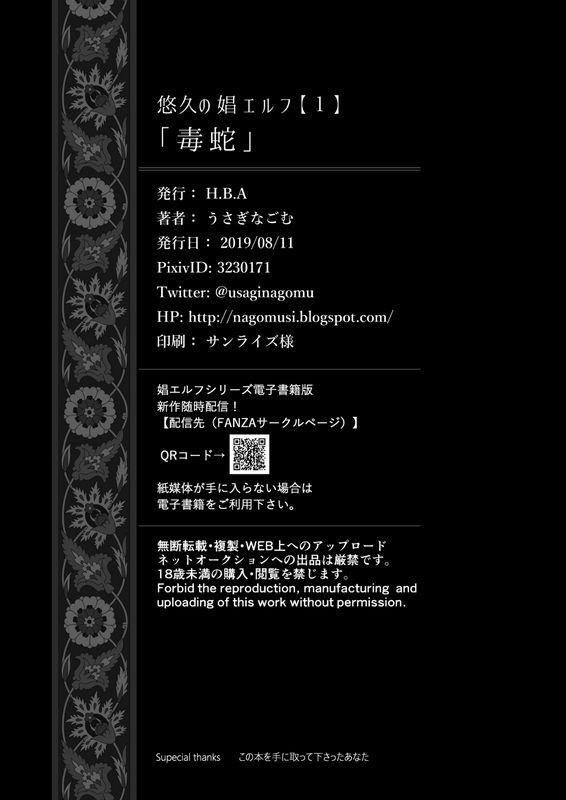 悠久の娼エルフ【1】
「毒蛇」
発行： H.B.A
著者： うさぎなごむ
発行日： 2019/08/11
PixivID: 3230171
Twitter: @usaginagomu
HP: http://nagomusi.blogspot.com/
印刷： サンライズ様
娼エルフシリーズ電子書籍版
新作随時配信！
【配信先（FANZAサークルページ）】
QRコード→
紙媒体が手に入らない場合は
電子書籍をご利用下さい。
無断転載・複製・WEB上へのアップロード
ネットオークションへの出品は厳禁です。
18歳未満の購入・閲覧を禁じます。
Forbid the reproduction, manufacturing and
uploading of this work without permission.
Supecial thanks この本を手に取って下さったあなた